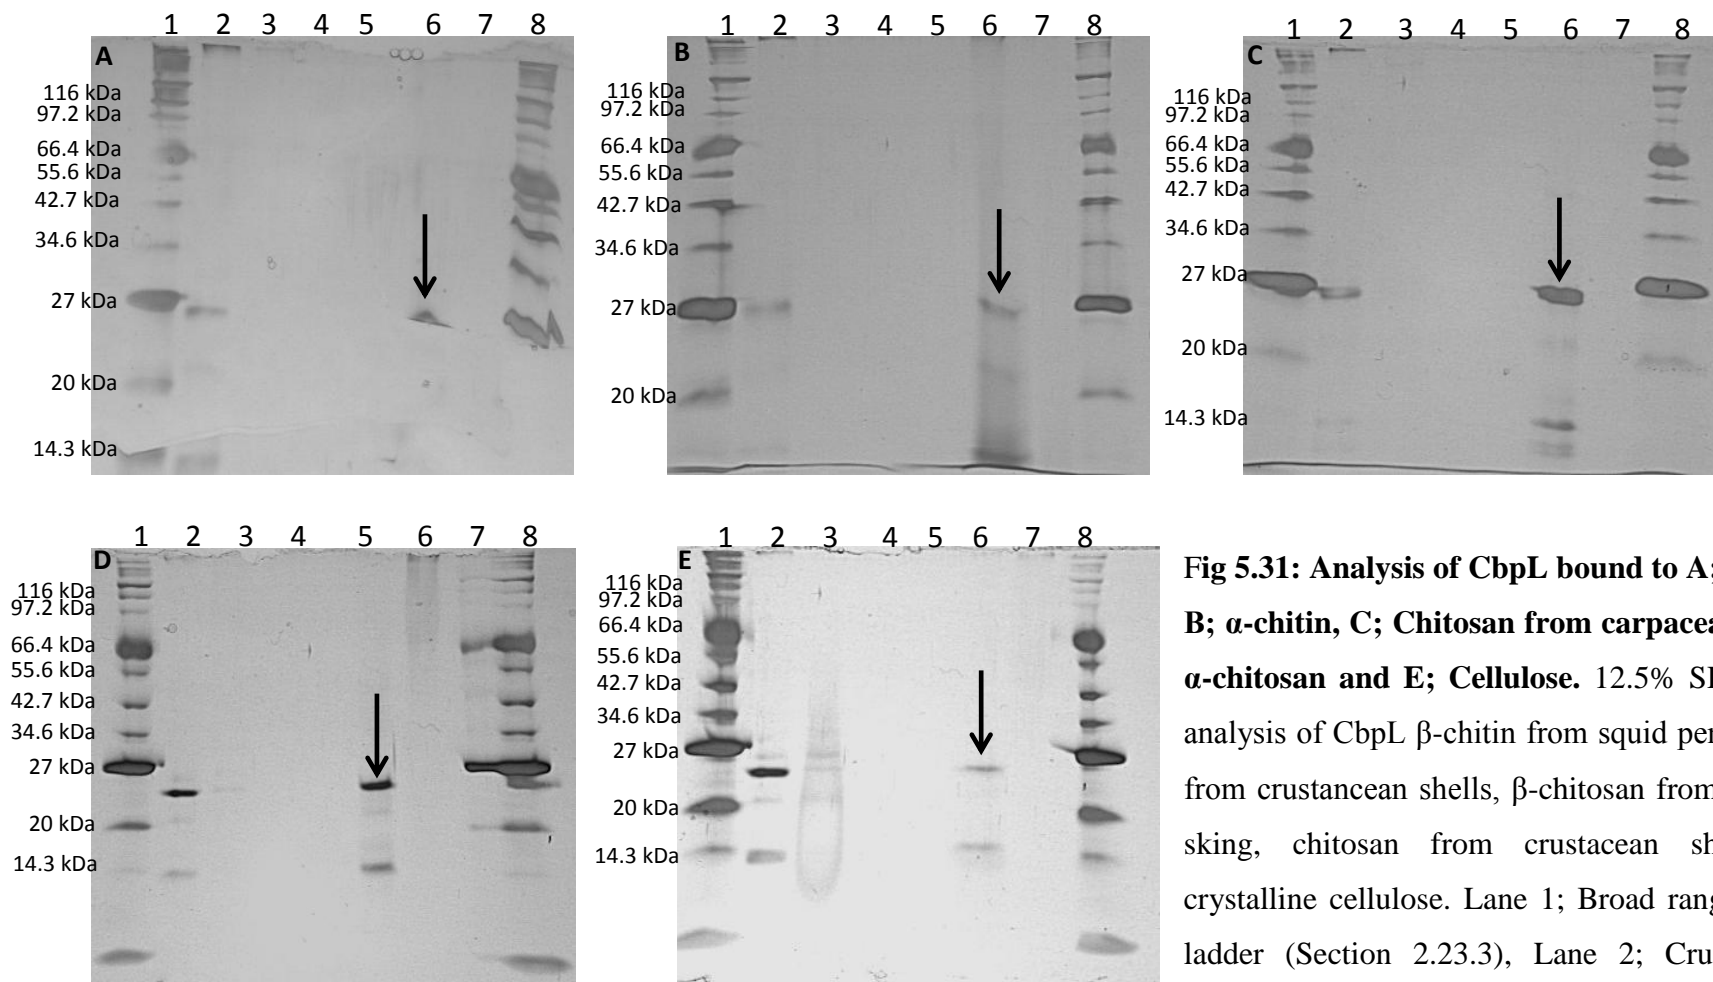 1 2 3 4 5 6 7 8
A
116 kDa
97.2 kDa
66.4 kDa
55.6 kDa
42.7 kDa
34.6 kDa
27 kDa
20 kDa
14.3 kDa
1 2 3 4 5 6 7 8
B
116 kDa
97.2 kDa
66.4 kDa
55.6 kDa
42.7 kDa
34.6 kDa
27 kDa
20 kDa
1 2 3 4 5 6 7 8
C
116 kDa
97.2 kDa
66.4 kDa
55.6 kDa
42.7 kDa
34.6 kDa
27 kDa
20 kDa
14.3 kDa
1 2 3 4 5 6 7 8
D
116 kDa
97.2 kDa
66.4 kDa
55.6 kDa
42.7 kDa
34.6 kDa
27 kDa
20 kDa
14.3 kDa
1 2 3 4 5 6 7 8
E
116 kDa
97.2 kDa
66.4 kDa
55.6 kDa
42.7 kDa
34.6 kDa
27 kDa
20 kDa
14.3 kDa
Fig 5.31: Analysis of CbpL bound to A;
B; α-chitin, C; Chitosan from carpacea
α-chitosan and E; Cellulose. 12.5%
analysis of CbpL β-chitin from squid pen
from crustancean shells, β-chitosan from
sking, chitosan from crustacean sh
crystalline cellulose. Lane 1; Broad rang
ladder (Section 2.23.3), Lane 2; Cru